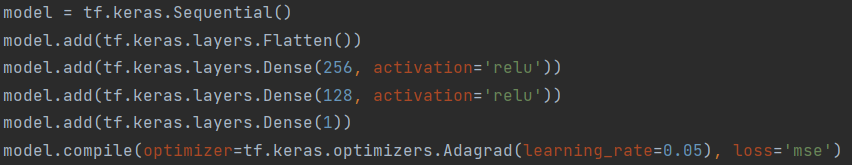 model = tf.keras.Sequential()
model.add(tf.keras.layers.Flatten())
model.add(tf.keras.layers.Dense(256, activation='relu'))
model.add(tf.keras.layers.Dense(128, activation='relu'))
model.add(tf.keras.layers.Dense(1))
model.compile(optimizer=tf.keras.optimizers.Adagrad(learning_rate=0.05), loss='mse')